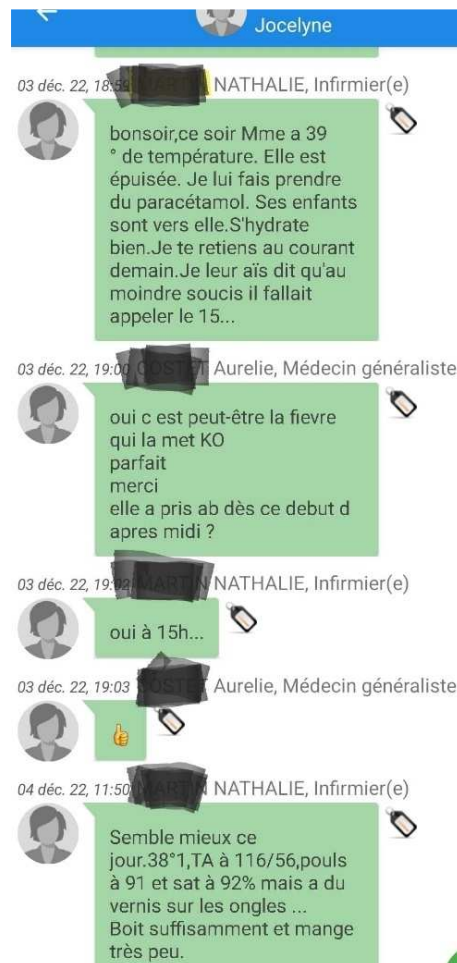 Jocelyne
03 déc. 22, NATHALIE, Infirmier(e)
bonsoir,ce soir Mme a 39
° de température. Elle est
épuisée. Je lui fais prendre
du paracétamol. Ses enfants
sont vers elle.S'hydrate
bien.Je te retiens au courant
demain.Je leur aïs dit qu'au
moindre soucis il fallait
appeler le 15...
03 déc. 22, 19:00 Aurelie, Médecin généraliste
oui c est peut-être la fievre
qui la met KO
parfait
merci
elle a pris ab dès ce debut d
apres midi ?
03 déc. 22, 19:02 NATHALIE, Infirmier(e)
oui à 15h...
03 déc. 22, 19:03 Aurelie, Médecin généraliste
👍
04 déc. 22, 11:50 NATHALIE, Infirmier(e)
Semble mieux ce
jour.38°1,TA à 116/56,pouls
à 91 et sat à 92% mais a du
vernis sur les ongles ...
Boit suffisamment et mange
très peu.